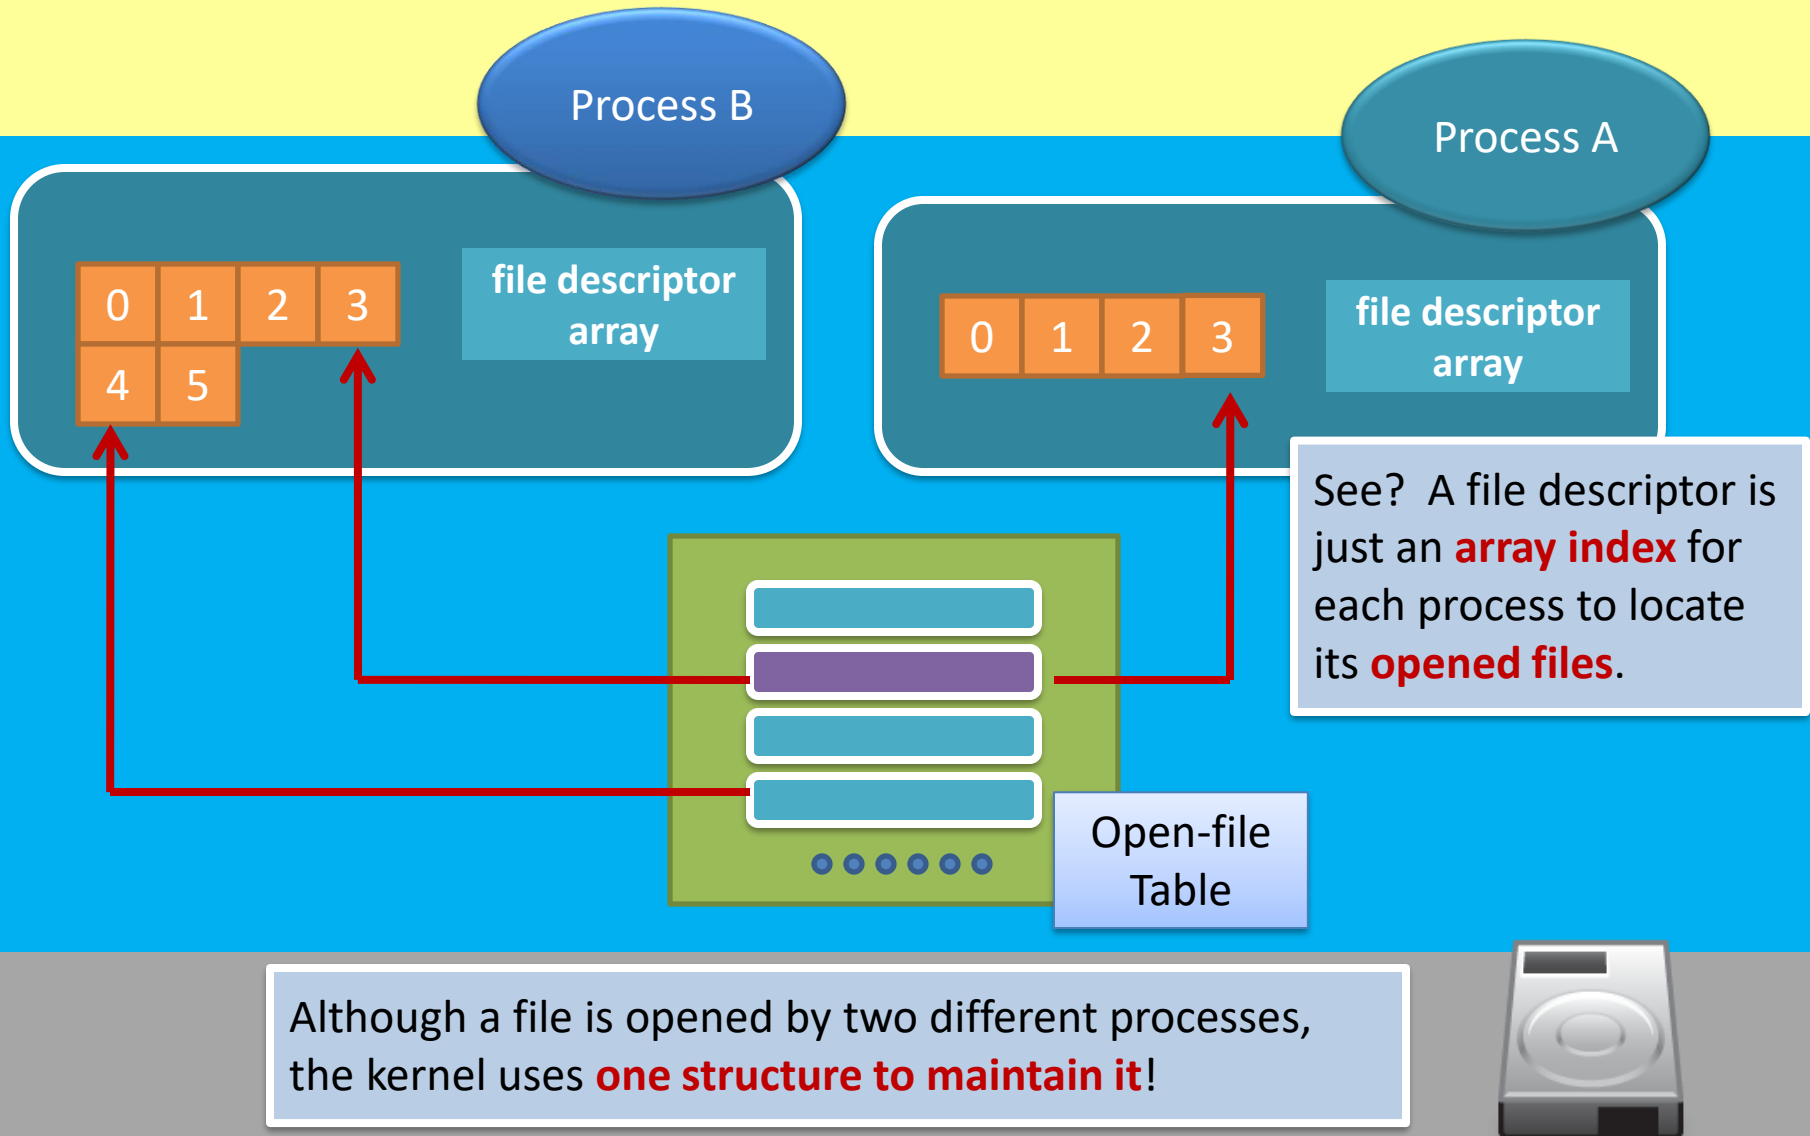 Process B
Process A
0 1 2 3
4 5
file descriptor
array
0 1 2 3
file descriptor
array
See? A file descriptor is
just an array index for
each process to locate
its opened files.
Open-file
Table
Although a file is opened by two different processes,
the kernel uses one structure to maintain it!